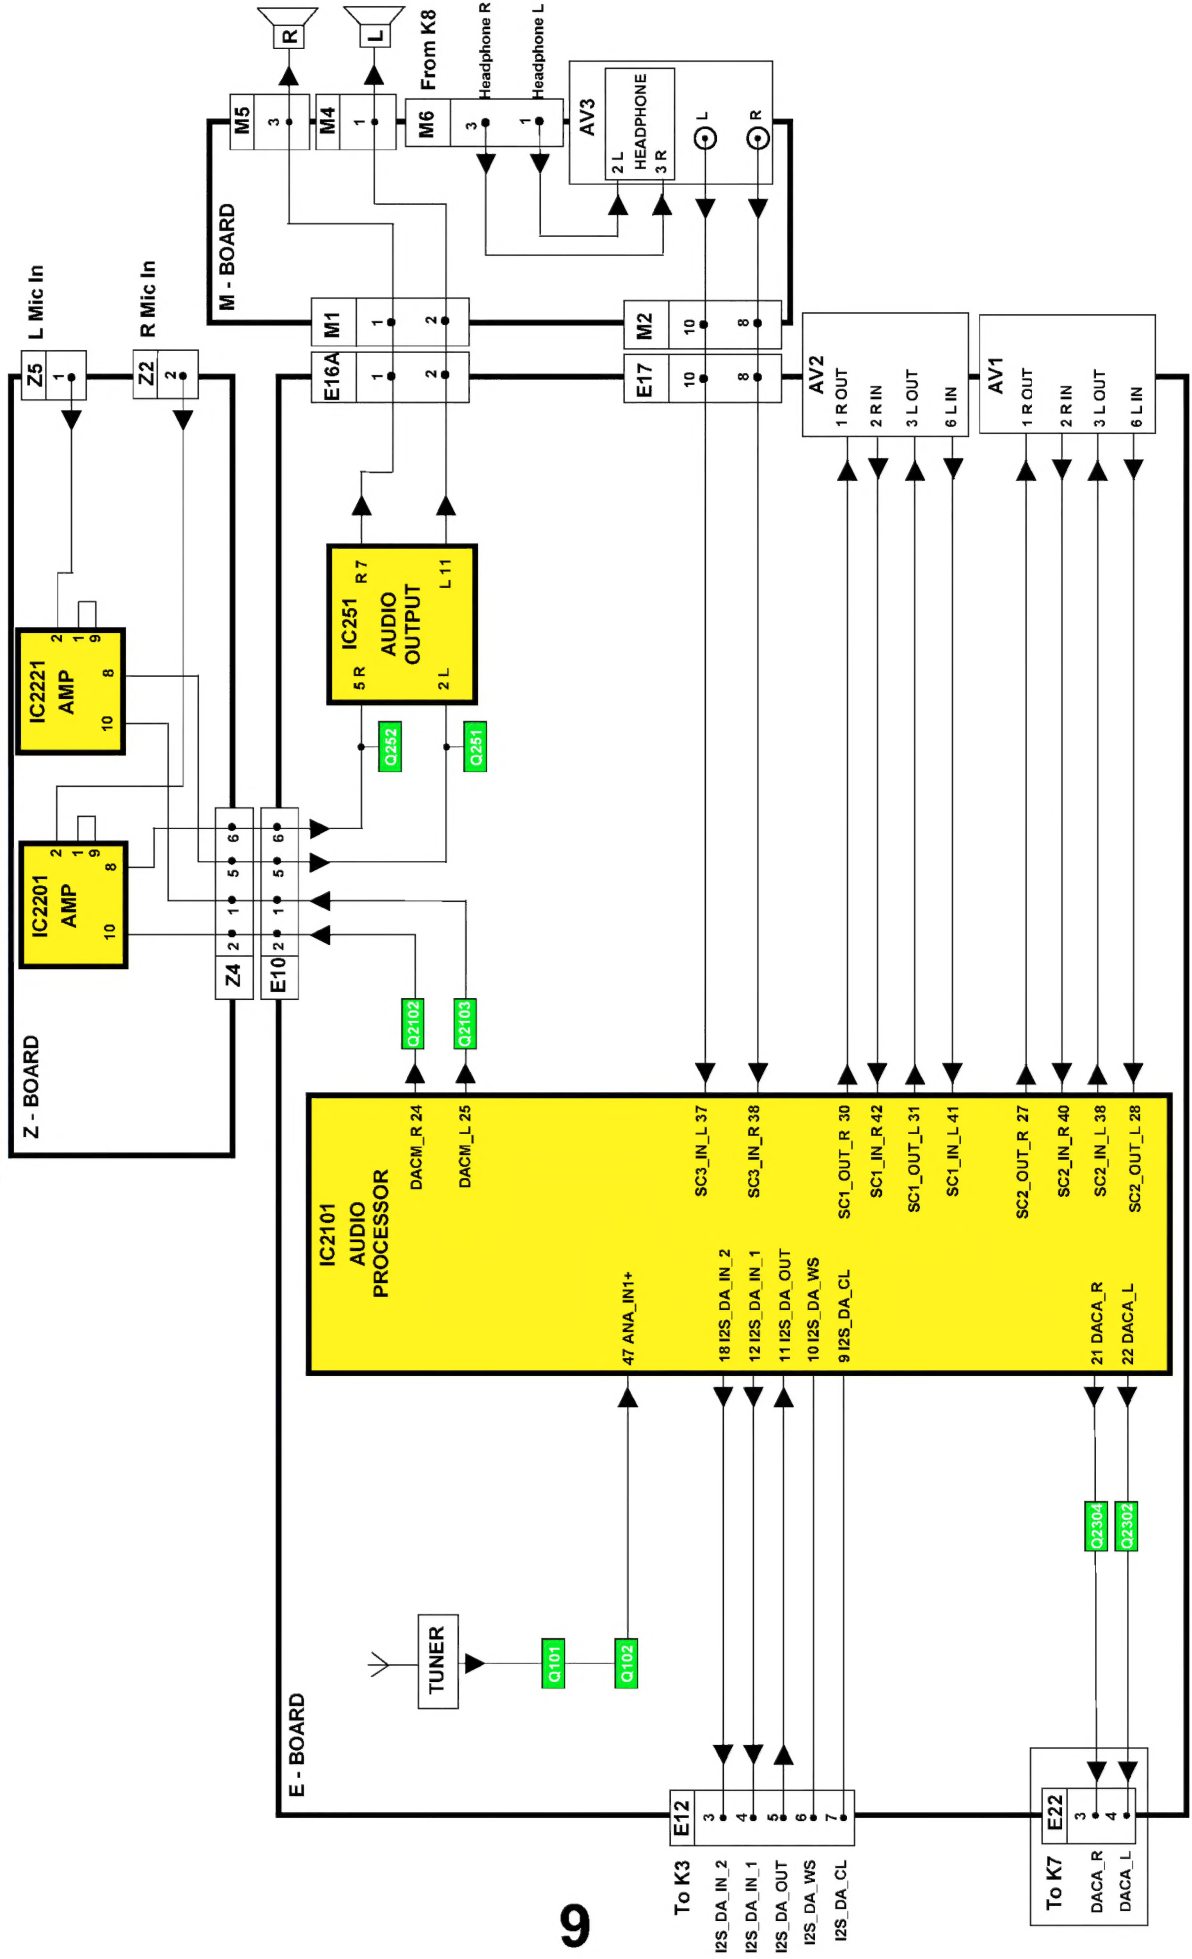 Z - BOARD
IC2201
AMP
10
8
2
1
9
IC2221
AMP
10
8
2
1
9
Z5
1
L Mic In
Z2
2
R Mic In
Z4
2
1
5
6
E10
2
1
5
6
M - BOARD
M5
3
R
M4
1
L
M6
3
1
From K8
Headphone R
Headphone L
AV3
2 L
HEADPHONE
3 R
L
R
M1
1
2
E16A
1
2
M2
10
8
E17
10
8
AV2
1 R OUT
2 R IN
3 L OUT
6 L IN
AV1
1 R OUT
2 R IN
3 L OUT
6 L IN
IC251
AUDIO
OUTPUT
5 R
2 L
R 7
L 11
Q252
Q251
Q2102
Q2103
IC2101
AUDIO
PROCESSOR
DACM_R 24
DACM_L 25
SC3_IN_L 37
SC3_IN_R 38
SC1_OUT_R 30
SC1_IN_R 42
SC1_OUT_L 31
SC1_IN_L 41
SC2_OUT_R 27
SC2_IN_R 40
SC2_IN_L 38
SC2_OUT_L 28
47 ANA_IN1+
18 I2S_DA_IN_2
12 I2S_DA_IN_1
11 I2S_DA_OUT
10 I2S_DA_WS
9 I2S_DA_CL
21 DACA_R
22 DACA_L
E - BOARD
TUNER
Q101
Q102
Q2304
Q2302
E12
3
4
5
6
7
To K3
I2S_DA_IN_2
I2S_DA_IN_1
I2S_DA_OUT
I2S_DA_WS
I2S_DA_CL
E22
3
4
To K7
DACA_R
DACA_L
9